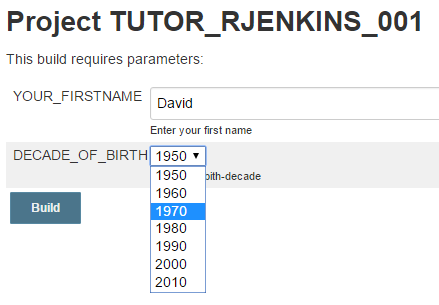 Project TUTOR_RJENKINS_001
This build requires parameters:
YOUR_FIRSTNAME David
Enter your first name
DECADE_OF_BIRTH 1950
bith-decade
1950
1960
1970
1980
1990
2000
2010
Build